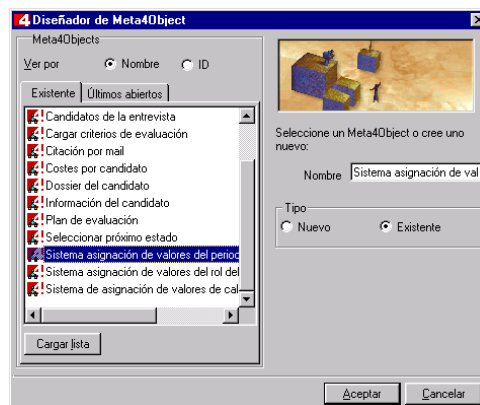 Diseñador de Meta4Object
Meta4Objects
Ver por Nombre ID
Existente Últimos abiertos
Candidatos de la entrevista
Cargar criterios de evaluación
Citación por mail
Costes por candidato
Dossier del candidato
Información del candidato
Plan de evaluación
Seleccionar próximo estado
Sistema asignación de valores del period
Sistema asignación de valores del rol del
Sistema de asignación de valores de cal
Cargar lista
Seleccione un Meta4Object o cree uno
nuevo:
Nombre Sistema asignación de val
Tipo
Nuevo Existente
Aceptar Cancelar